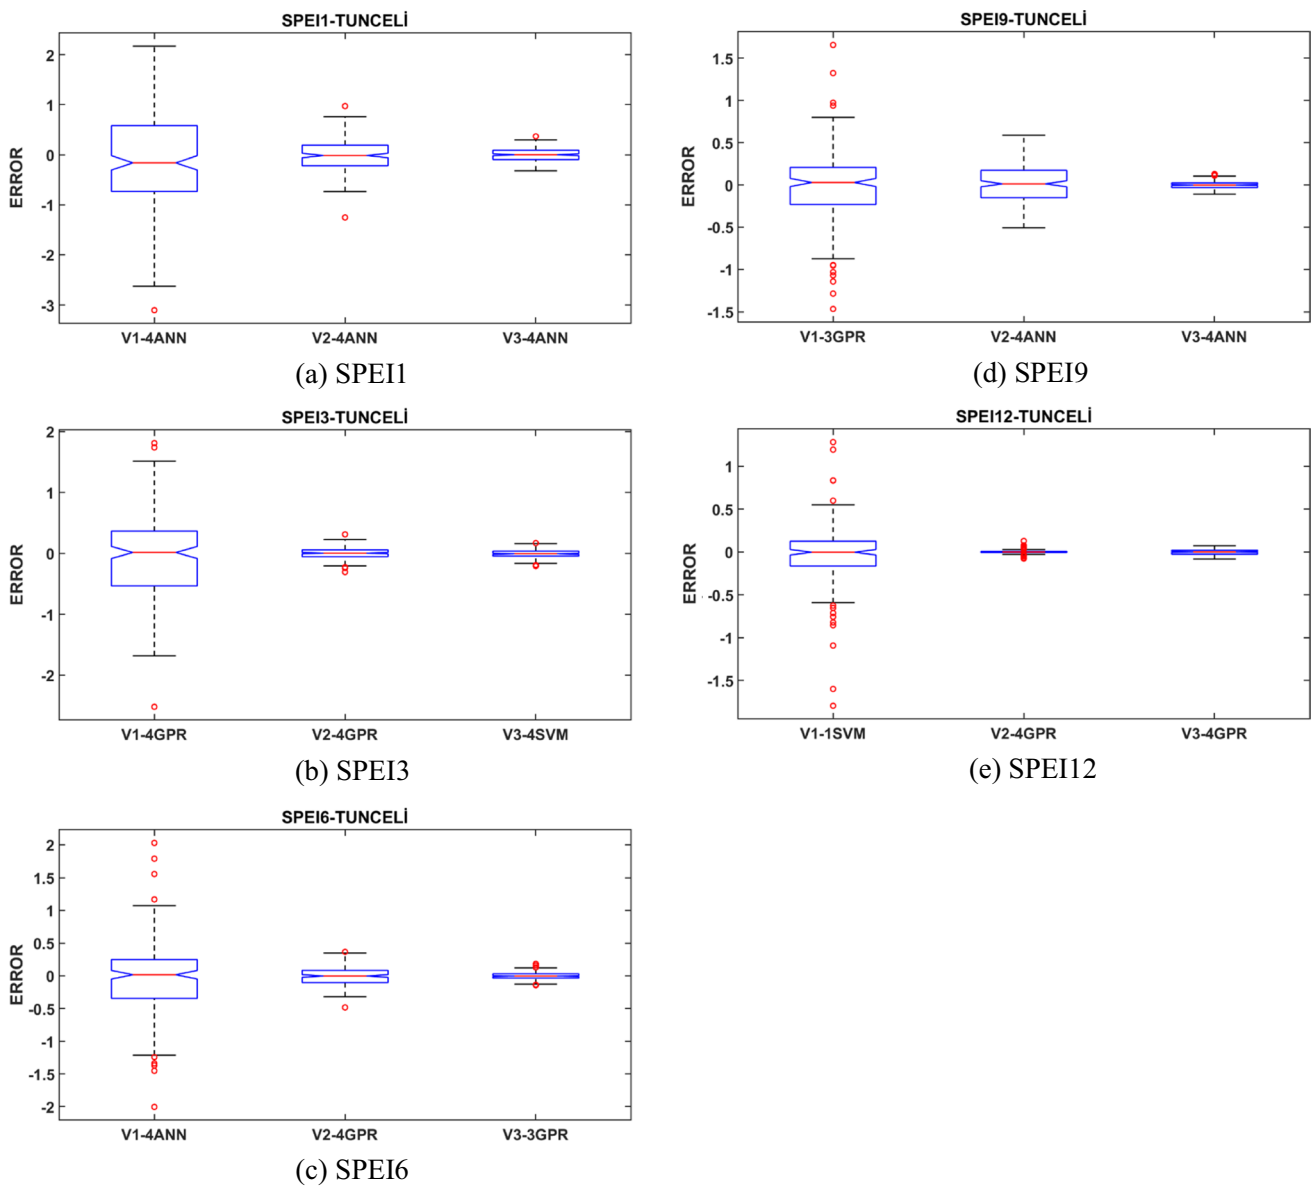 SPEI1-TUNCELİ
2
1
0
-1
-2
-3
ERROR
V1-4ANN V2-4ANN V3-4ANN
(a) SPEI1
SPEI3-TUNCELİ
2
1
0
-1
-2
ERROR
V1-4GPR V2-4GPR V3-4SVM
(b) SPEI3
SPEI6-TUNCELİ
2
1.5
1
0.5
0
-0.5
-1
-1.5
-2
ERROR
V1-4ANN V2-4GPR V3-3GPR
(c) SPEI6
SPEI9-TUNCELİ
1.5
1
0.5
0
-0.5
-1
-1.5
ERROR
V1-3GPR V2-4ANN V3-4ANN
(d) SPEI9
SPEI12-TUNCELİ
1
0.5
0
-0.5
-1
-1.5
ERROR
V1-1SVM V2-4GPR V3-4GPR
(e) SPEI12